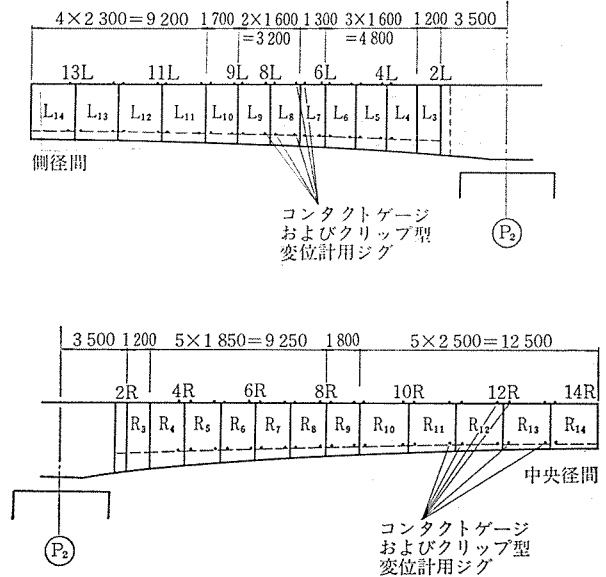 4×2 300=9 200 1 700 2×1 600 1 300 3×1 600 1 200 3 500
=3 200 =4 800
13L 11L 9L 8L 6L 4L 2L
L₁₄ L₁₃ L₁₂ L₁₁ L₁₀ L₉ L₈ L₇ L₆ L₅ L₄ L₃
側径間
コンタクトゲージ
およびクリップ型
変位計用ジグ
P₂
3 500 1 200 5×1 850=9 250 1 800 5×2 500=12 500
2R 4R 6R 8R 10R 12R 14R
R₃ R₄ R₅ R₆ R₇ R₈ R₉ R₁₀ R₁₁ R₁₂ R₁₃ R₁₄
中央径間
コンタクトゲージ
およびクリップ型
変位計用ジグ
P₂